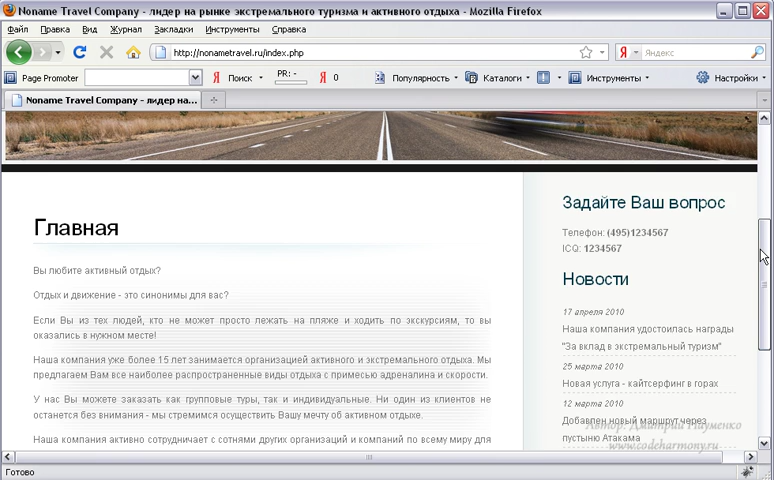 Noname Travel Company - лидер на рынке экстремального туризма и активного отдыха - Mozilla Firefox
Файл Правка Вид Журнал Закладки Инструменты Справка
http://nonametravel.ru/index.php
Яндекс
Page Promoter Поиск PR: - 0 Популярность Каталоги Инструменты Настройки
Noname Travel Company - лидер на...
Главная
Вы любите активный отдых?
Отдых и движение - это синонимы для вас?
Если Вы из тех людей, кто не может просто лежать на пляже и ходить по экскурсиям, то вы
оказались в нужном месте!
Наша компания уже более 15 лет занимается организацией активного и экстремального отдыха. Мы
предлагаем Вам все наиболее распространенные виды отдыха с примесью адреналина и скорости.
У нас Вы можете заказать как групповые туры, так и индивидуальные. Ни один из клиентов не
останется без внимания - мы стремимся осуществить Вашу мечту об активном отдыхе.
Наша компания активно сотрудничает с сотнями других организаций и компаний по всему миру для
Задайте Ваш вопрос
Телефон: (495)1234567
ICQ: 1234567
Новости
17 апреля 2010
Наша компания удостоилась награды
"За вклад в экстремальный туризм"
25 марта 2010
Новая услуга - кайтсерфинг в горах
12 марта 2010
Добавлен новый маршрут через
пустыню Атакама
Автор: Дмитрий Науменко
www.codeharmony.ru
Готово